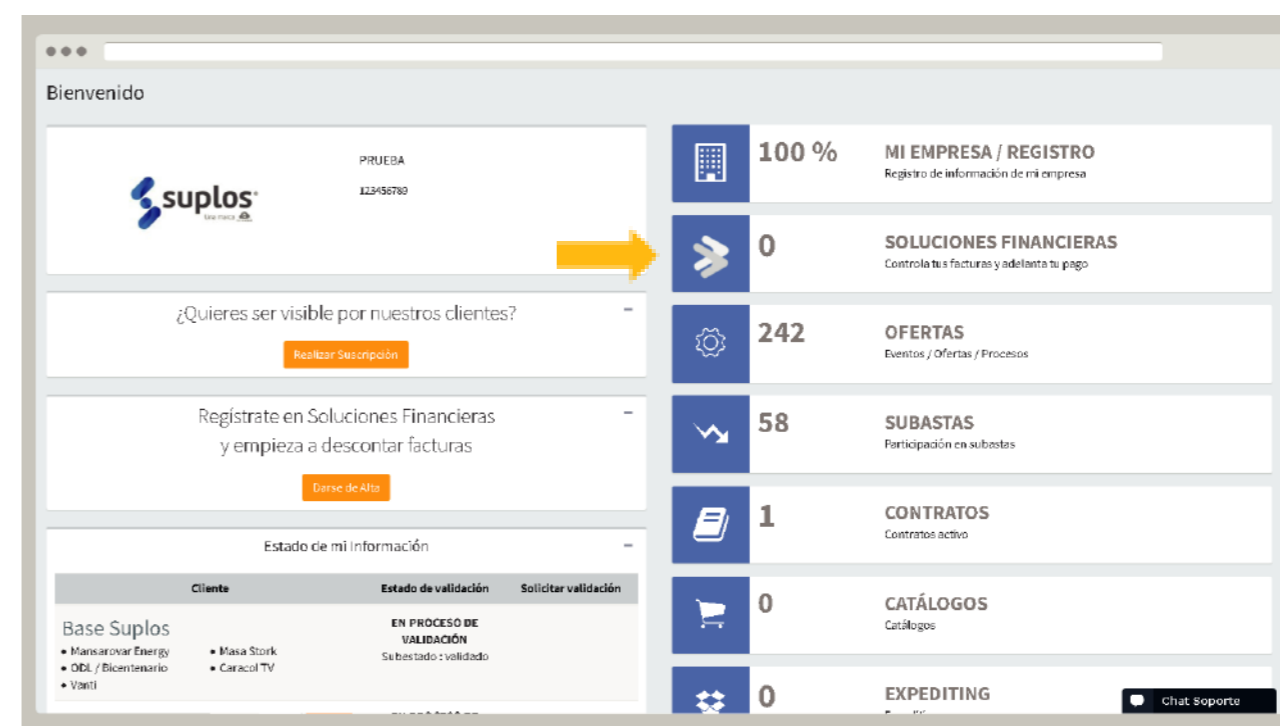 Bienvenido
PRUEBA
123456789
suplos
¿Quieres ser visible por nuestros clientes?
Realizar Suscripción
Regístrate en Soluciones Financieras
y empieza a descontar facturas
Darse de Alta
Estado de mi Información
Cliente Estado de validación Solicitar validación
Base Suplos
• Mansarovar Energy
• ODL / Bicentenario
• Vanti
• Masa Stork
• Caracol TV
EN PROCESO DE
VALIDACIÓN
Subestado : validado
100 % MI EMPRESA / REGISTRO
Registro de información de mi empresa
0 SOLUCIONES FINANCIERAS
Controla tus facturas y adelanta tu pago
242 OFERTAS
Eventos / Ofertas / Procesos
58 SUBASTAS
Participación en subastas
1 CONTRATOS
Contratos activo
0 CATÁLOGOS
Catálogos
0 EXPEDITING
Chat Soporte